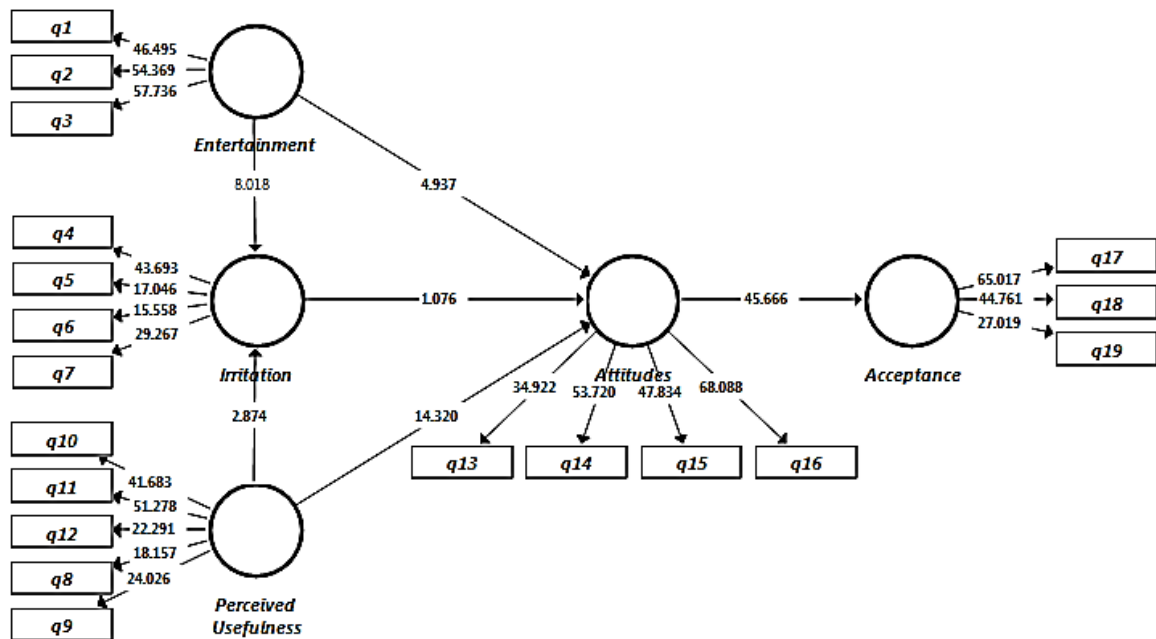 q1
46.495
q2
54.369
57.736
q3
Entertainment
8.018
4.937
q4
43.693
q5
17.046
q6
15.558
29.267
q7
Irritation
1.076
Attitudes
45.666
Acceptance
65.017
q17
44.761
q18
27.019
q19
34.922
53.720
47.834
68.088
q13
q14
q15
q16
2.874
14.320
q10
41.683
q11
51.278
q12
22.291
18.157
q8
24.026
q9
Perceived
Usefulness